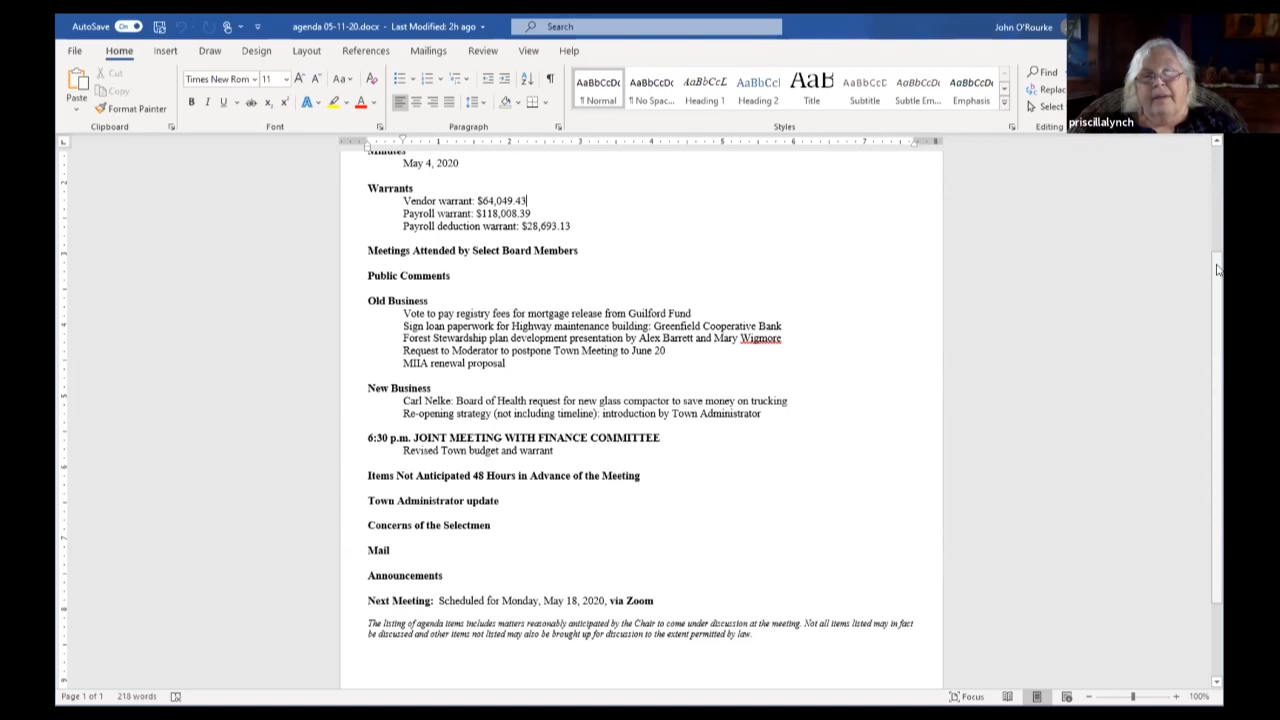 AutoSave On agenda 05-11-20.docx - Last Modified: 2h ago Search John O'Rourke
File Home Insert Draw Design Layout References Mailings Review View Help
Paste Cut Copy Format Painter
Times New Rom 11
AaBbCcDc AaBbCcDc AaBbCcL AaBbCcl AaB AaBbCcC AaBbCcDc AaBbCcDc
¶ Normal ¶ No Spac... Heading 1 Heading 2 Title Subtitle Subtle Em... Emphasis
Find
Replac
Select
Clipboard Font Paragraph Styles Editing
priscillalynch
Minutes
May 4, 2020
Warrants
Vendor warrant: $64,049.43
Payroll warrant: $118,008.39
Payroll deduction warrant: $28,693.13
Meetings Attended by Select Board Members
Public Comments
Old Business
Vote to pay registry fees for mortgage release from Guilford Fund
Sign loan paperwork for Highway maintenance building: Greenfield Cooperative Bank
Forest Stewardship plan development presentation by Alex Barrett and Mary Wigmore
Request to Moderator to postpone Town Meeting to June 20
MIIA renewal proposal
New Business
Carl Nelke: Board of Health request for new glass compactor to save money on trucking
Re-opening strategy (not including timeline): introduction by Town Administrator
6:30 p.m. JOINT MEETING WITH FINANCE COMMITTEE
Revised Town budget and warrant
Items Not Anticipated 48 Hours in Advance of the Meeting
Town Administrator update
Concerns of the Selectmen
Mail
Announcements
Next Meeting: Scheduled for Monday, May 18, 2020, via Zoom
The listing of agenda items includes matters reasonably anticipated by the Chair to come under discussion at the meeting. Not all items listed may in fact
be discussed and other items not listed may also be brought up for discussion to the extent permitted by law.
Page 1 of 1 218 words Focus 100%